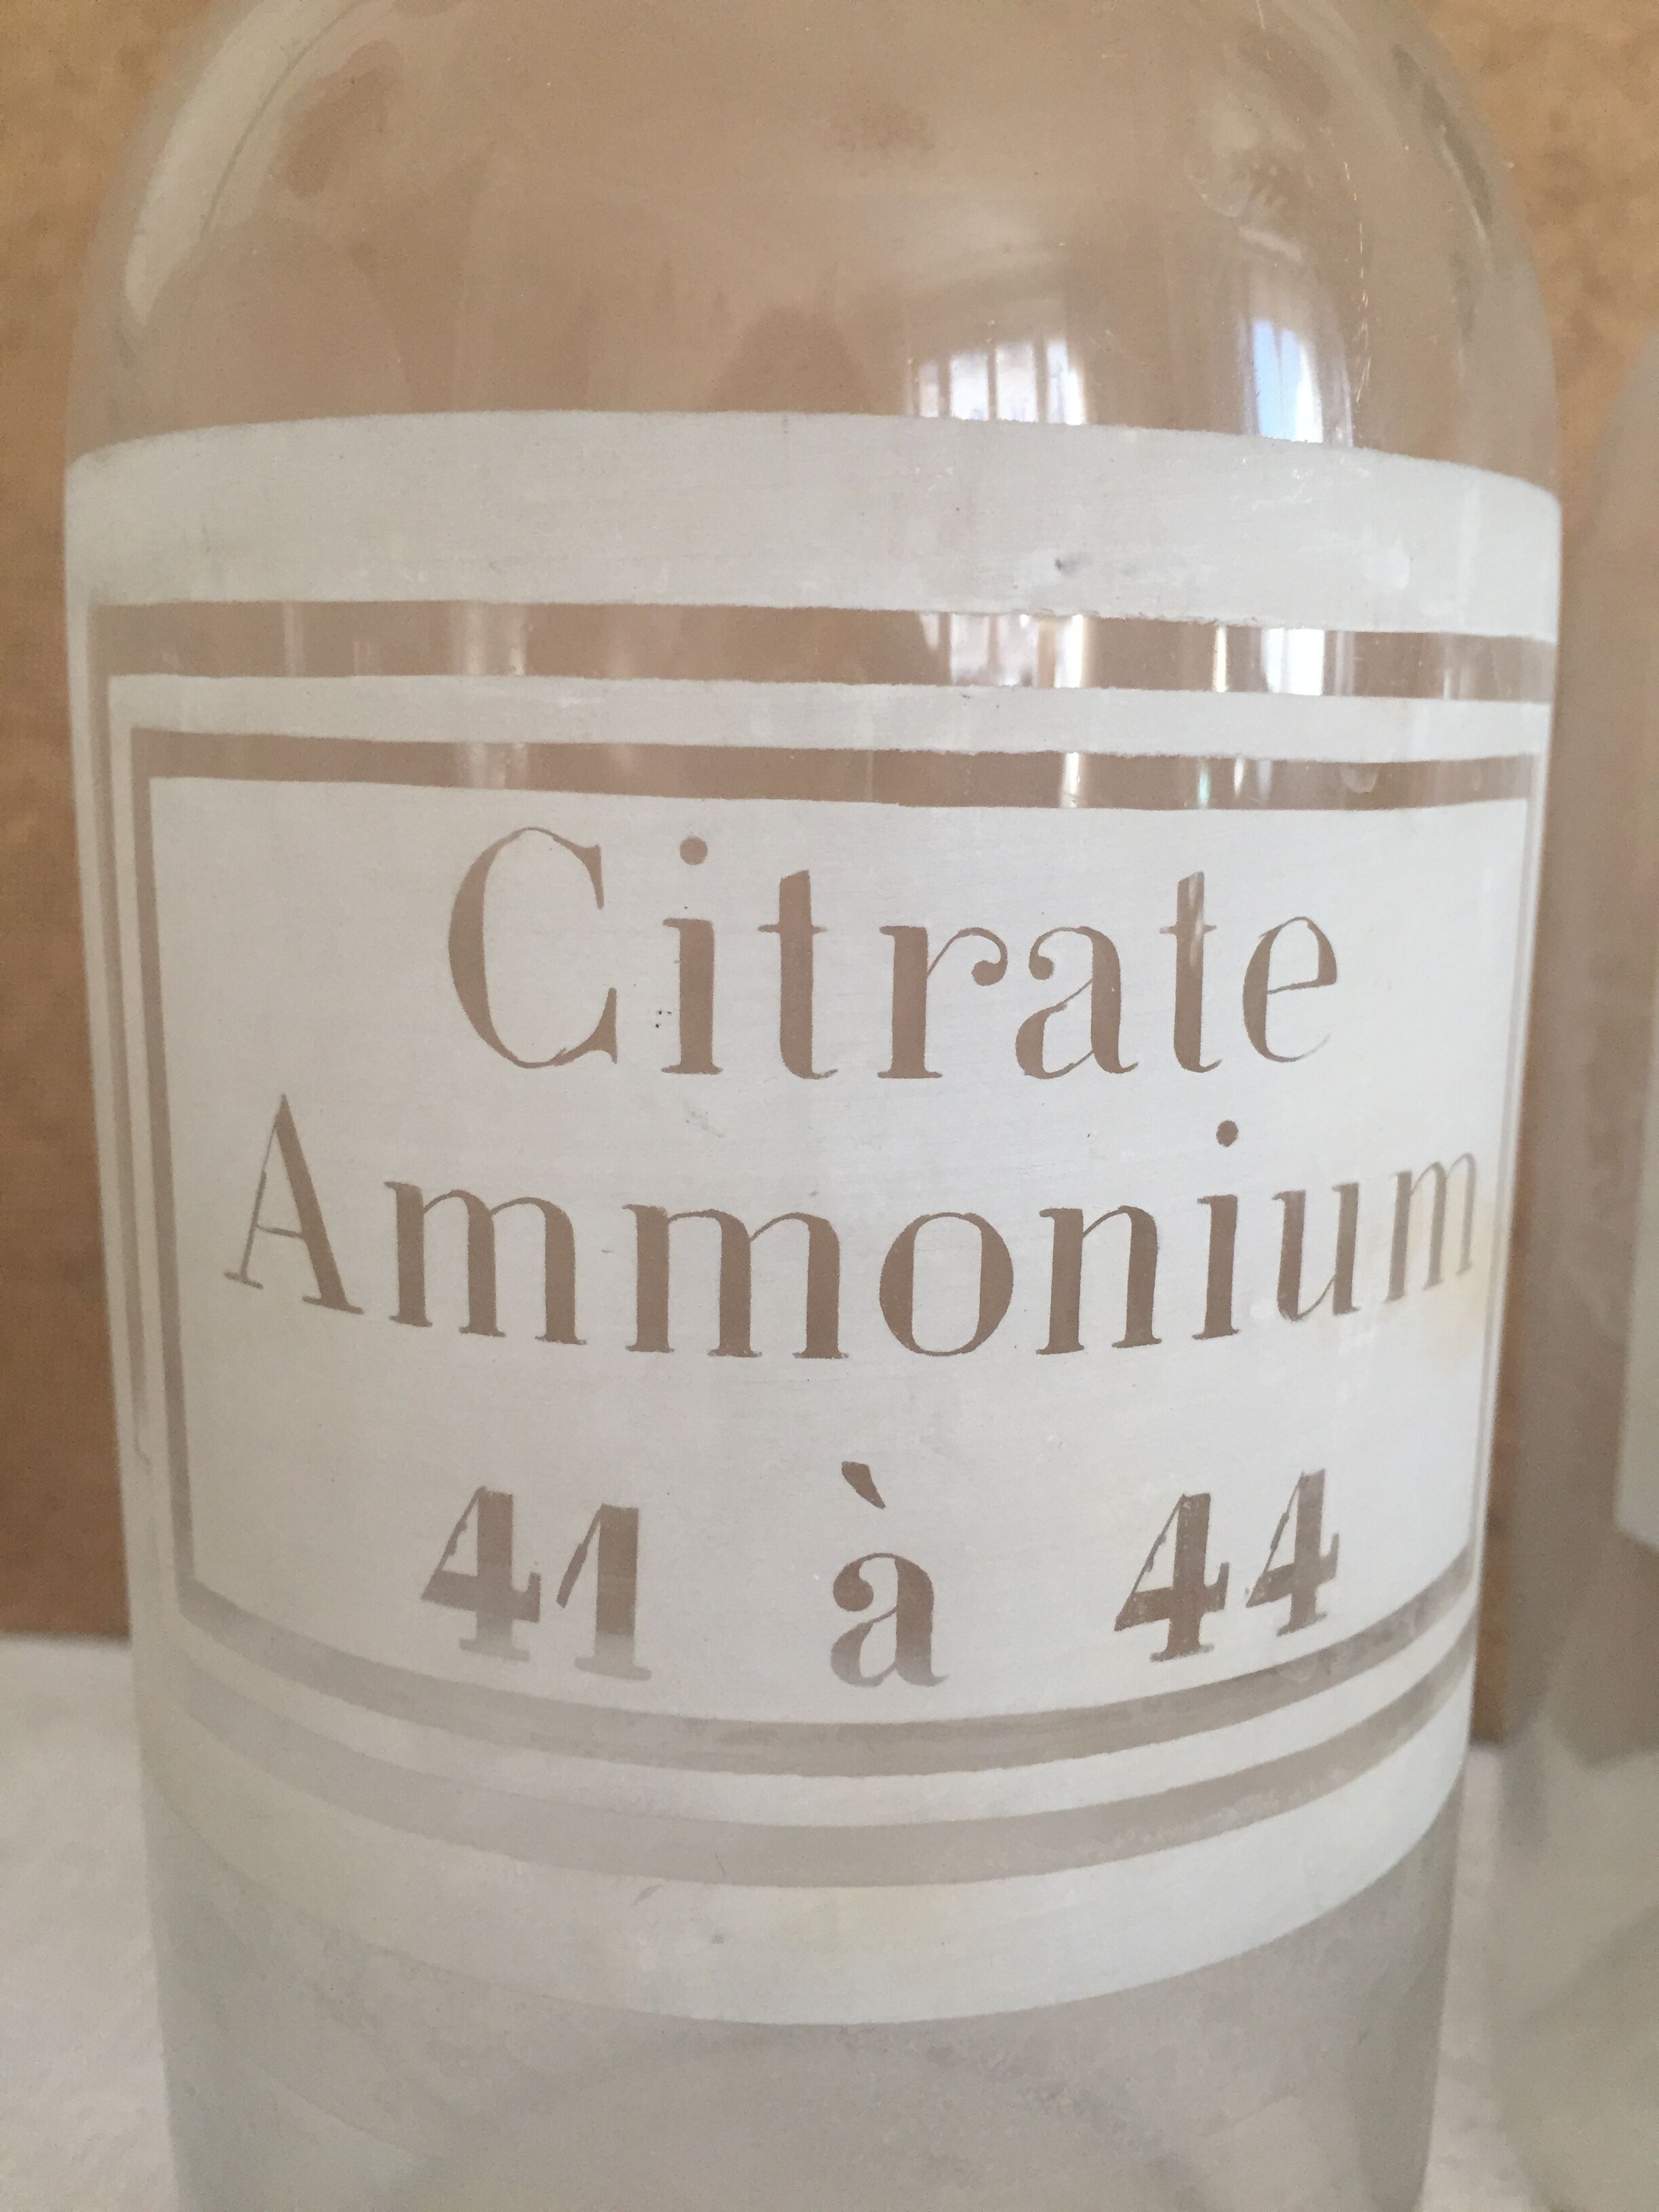 Citrate
Ammonium
41 à 44